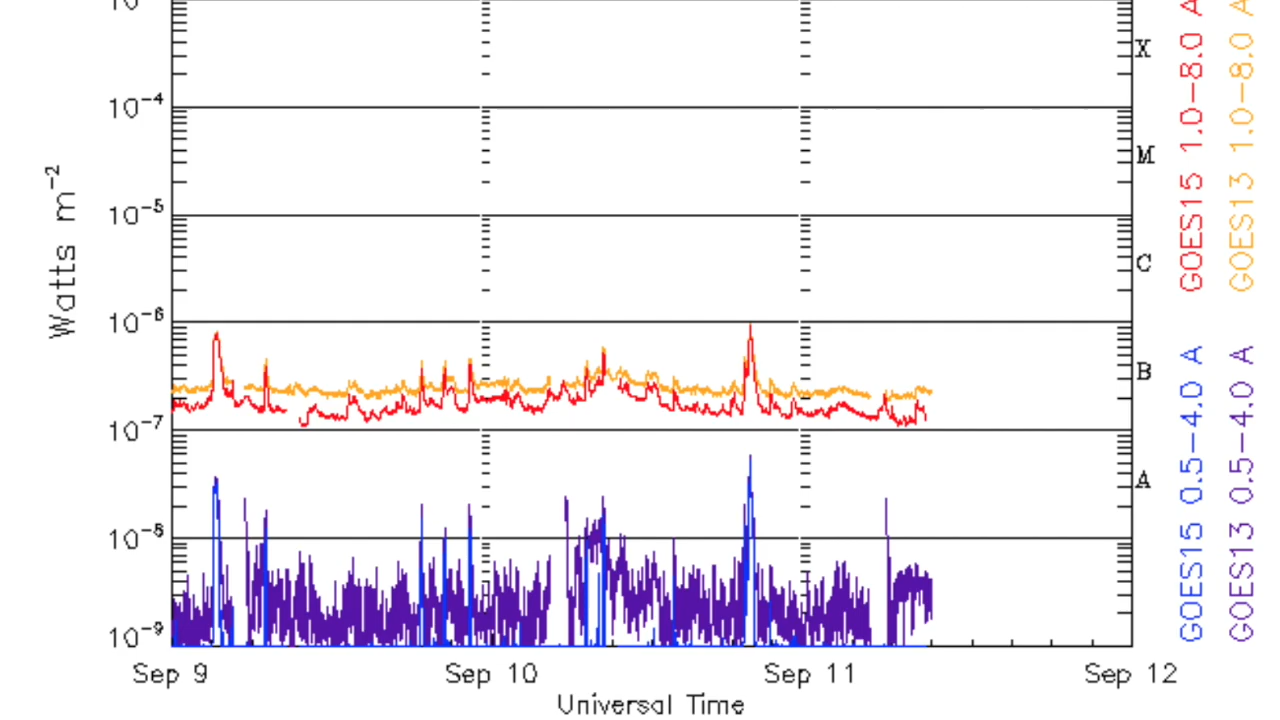 10
10-4
10-5
10-6
10-7
10-8
10-9
Watts m-2
X
M
C
B
A
Sep 9
Sep 10
Sep 11
Sep 12
Universal Time
GOES15 1.0-8.0 A
GOES13 1.0-8.0 A
GOES15 0.5-4.0 A
GOES13 0.5-4.0 A